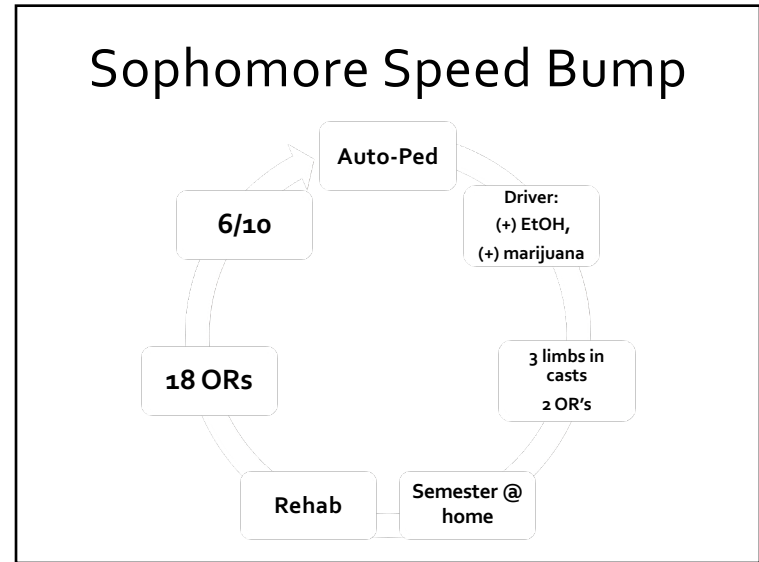 Sophomore Speed Bump
Auto-Ped
Driver:
(+) EtOH,
(+) marijuana
3 limbs in
casts
2 OR's
Semester @
home
Rehab
18 ORs
6/10